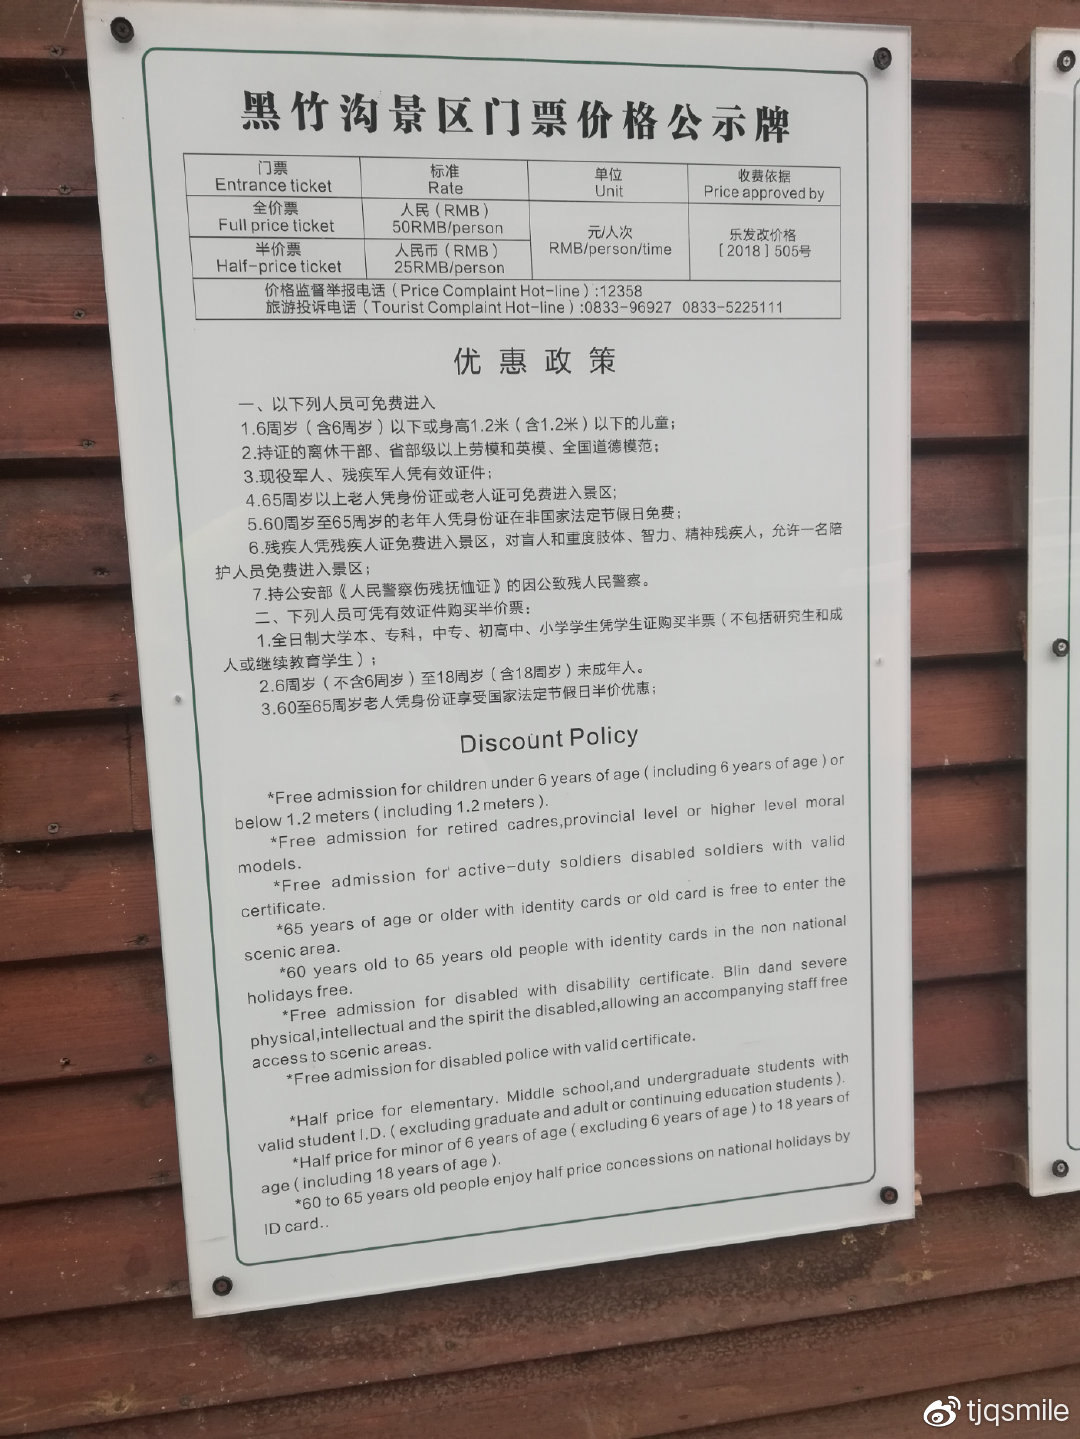 黑竹沟景区门票价格公示牌
门票 标准 单位 收费依据
Entrance ticket Rate Unit Price approved by
全价票 人民（RMB）
Full price ticket 50RMB/person
元/人次 乐发改价格
RMB/person/time ［2018］505号
半价票 人民币（RMB）
Half-price ticket 25RMB/person
价格监督举报电话（Price Complaint Hot-line）:12358
旅游投诉电话（Tourist Complaint Hot-line）:0833-96927 0833-5225111
优惠政策
一、以下列人员可免费进入
1.6周岁（含6周岁）以下或身高1.2米（含1.2米）以下的儿童；
2.持证的离休干部、省部级以上劳模和英模、全国道德模范；
3.现役军人、残疾军人凭有效证件；
4.65周岁以上老人凭身份证或老人证可免费进入景区;
5.60周岁至65周岁的老年人凭身份证在非国家法定节假日免费；
6.残疾人凭残疾人证免费进入景区，对盲人和重度肢体、智力、精神残疾人，允许一名陪
护人员免费进入景区；
7.持公安部《人民警察伤残抚恤证》的因公致残人民警察。
二、下列人员可凭有效证件购买半价票：
1.全日制大学本、专科，中专、初高中、小学学生凭学生证购买半票（不包括研究生和成
人或继续教育学生）；
2.6周岁（不含6周岁）至18周岁（含18周岁）未成年人。
3.60至65周岁老人凭身份证享受国家法定节假日半价优惠；
Discount Policy
*Free admission for children under 6 years of age ( including 6 years of age ) or
below 1.2 meters ( including 1.2 meters ).
*Free admission for retired cadres,provincial level or higher level moral
models.
*Free admission for active-duty soldiers disabled soldiers with valid
certificate.
*65 years of age or older with identity cards or old card is free to enter the
scenic area.
*60 years old to 65 years old people with identity cards in the non national
holidays free.
*Free admission for disabled with disability certificate. Blin dand severe
physical,intellectual and the spirit the disabled,allowing an accompanying staff free
access to scenic areas.
*Free admission for disabled police with valid certificate.
*Half price for elementary. Middle school,and undergraduate students with
valid student I.D. ( excluding graduate and adult or continuing education students ).
*Half price for minor of 6 years of age ( excluding 6 years of age ) to 18 years of
age ( including 18 years of age ).
*60 to 65 years old people enjoy half price concessions on national holidays by
ID card..
tjqsmile